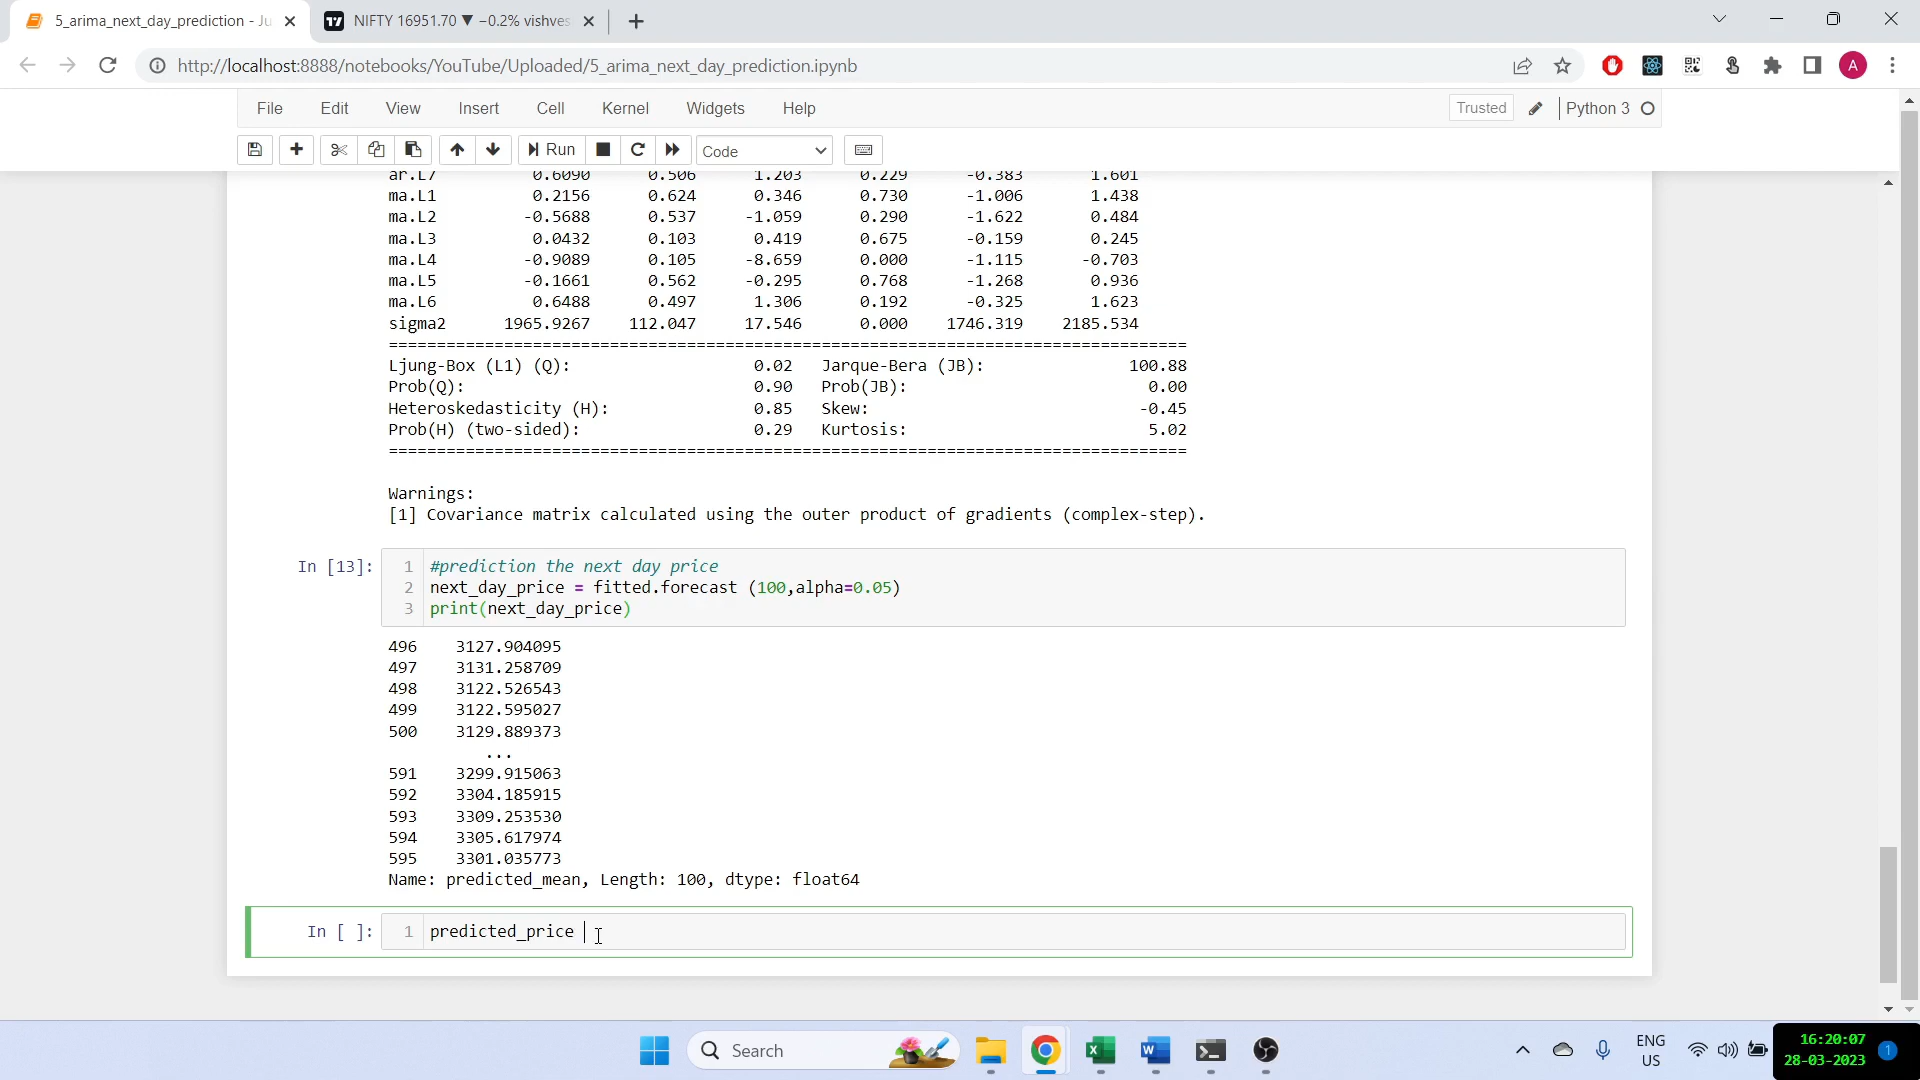 5_arima_next_day_prediction - Ju
NIFTY 16951.70 ▼ −0.2% vishves
http://localhost:8888/notebooks/YouTube/Uploaded/5_arima_next_day_prediction.ipynb
A
File Edit View Insert Cell Kernel Widgets Help
Trusted
Python 3
Run
Code
ar.L7 0.6090 0.506 1.203 0.229 -0.383 1.601
ma.L1 0.2156 0.624 0.346 0.730 -1.006 1.438
ma.L2 -0.5688 0.537 -1.059 0.290 -1.622 0.484
ma.L3 0.0432 0.103 0.419 0.675 -0.159 0.245
ma.L4 -0.9089 0.105 -8.659 0.000 -1.115 -0.703
ma.L5 -0.1661 0.562 -0.295 0.768 -1.268 0.936
ma.L6 0.6488 0.497 1.306 0.192 -0.325 1.623
sigma2 1965.9267 112.047 17.546 0.000 1746.319 2185.534
===================================================================================
Ljung-Box (L1) (Q): 0.02 Jarque-Bera (JB): 100.88
Prob(Q): 0.90 Prob(JB): 0.00
Heteroskedasticity (H): 0.85 Skew: -0.45
Prob(H) (two-sided): 0.29 Kurtosis: 5.02
===================================================================================
Warnings:
[1] Covariance matrix calculated using the outer product of gradients (complex-step).
In [13]:
1 #prediction the next day price
2 next_day_price = fitted.forecast (100,alpha=0.05)
3 print(next_day_price)
496 3127.904095
497 3131.258709
498 3122.526543
499 3122.595027
500 3129.889373
...
591 3299.915063
592 3304.185915
593 3309.253530
594 3305.617974
595 3301.035773
Name: predicted_mean, Length: 100, dtype: float64
In [ ]: 1 predicted_price
Search
ENG
US
16:20:07
28-03-2023
1